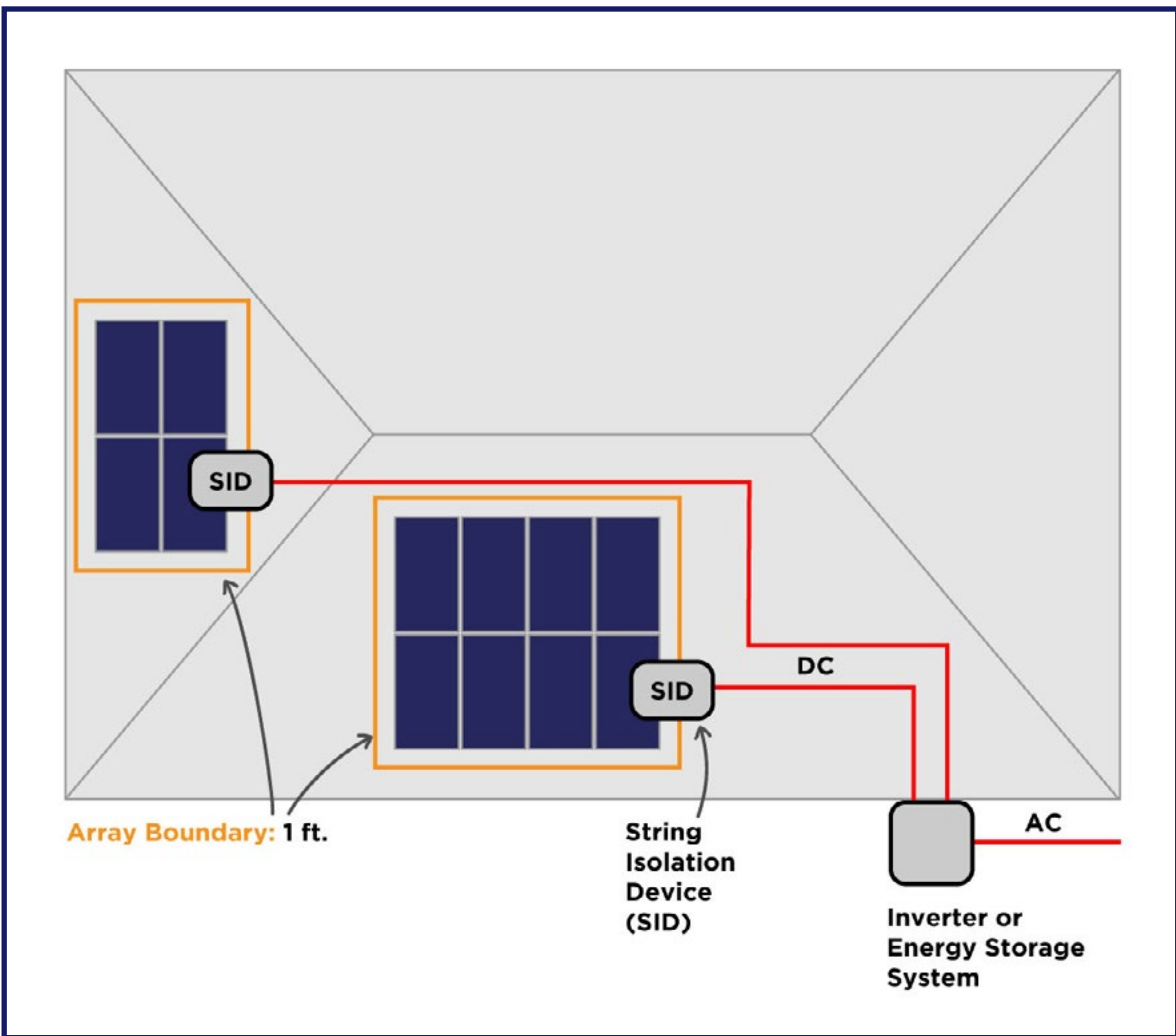 SID
SID
DC
Array Boundary: 1 ft.
String
Isolation
Device
(SID)
AC
Inverter or
Energy Storage
System